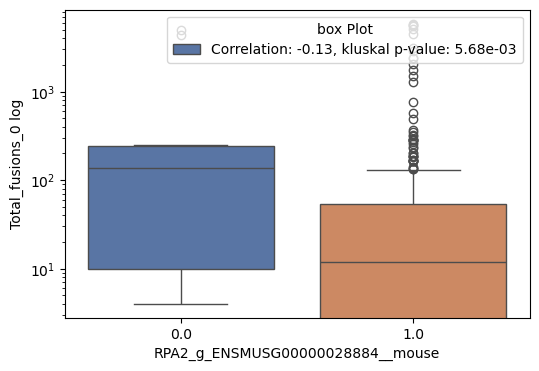 box Plot
Correlation: -0.13, kluskal p-value: 5.68e-03
Total_fusions_0 log
10³
10²
10¹
0.0
1.0
RPA2_g_ENSMUSG00000028884__mouse